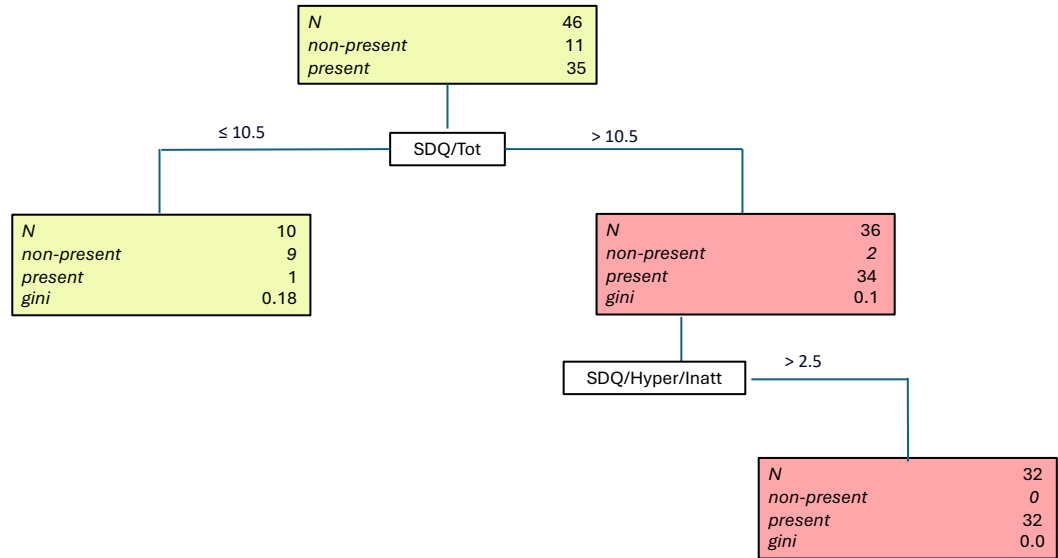 N 46
non-present 11
present 35
≤ 10.5
> 10.5
SDQ/Tot
N 10
non-present 9
present 1
gini 0.18
N 36
non-present 2
present 34
gini 0.1
SDQ/Hyper/Inatt
> 2.5
N 32
non-present 0
present 32
gini 0.0